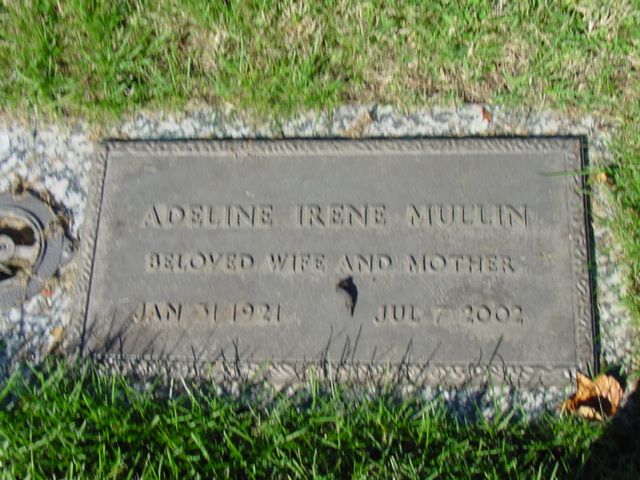 ADELINE IRENE MULLIN
BELOVED WIFE AND MOTHER
JAN 31 1921 JUL 7 2002